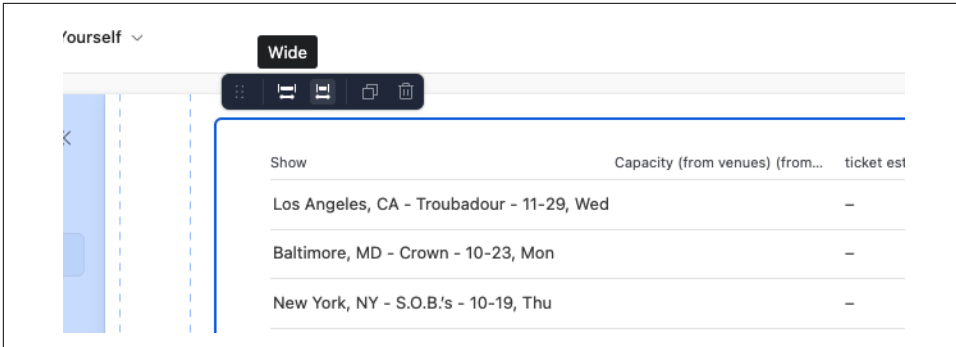 Yourself
Wide
Show Capacity (from venues) (from... ticket est
Los Angeles, CA - Troubadour - 11-29, Wed –
Baltimore, MD - Crown - 10-23, Mon –
New York, NY - S.O.B.'s - 10-19, Thu –